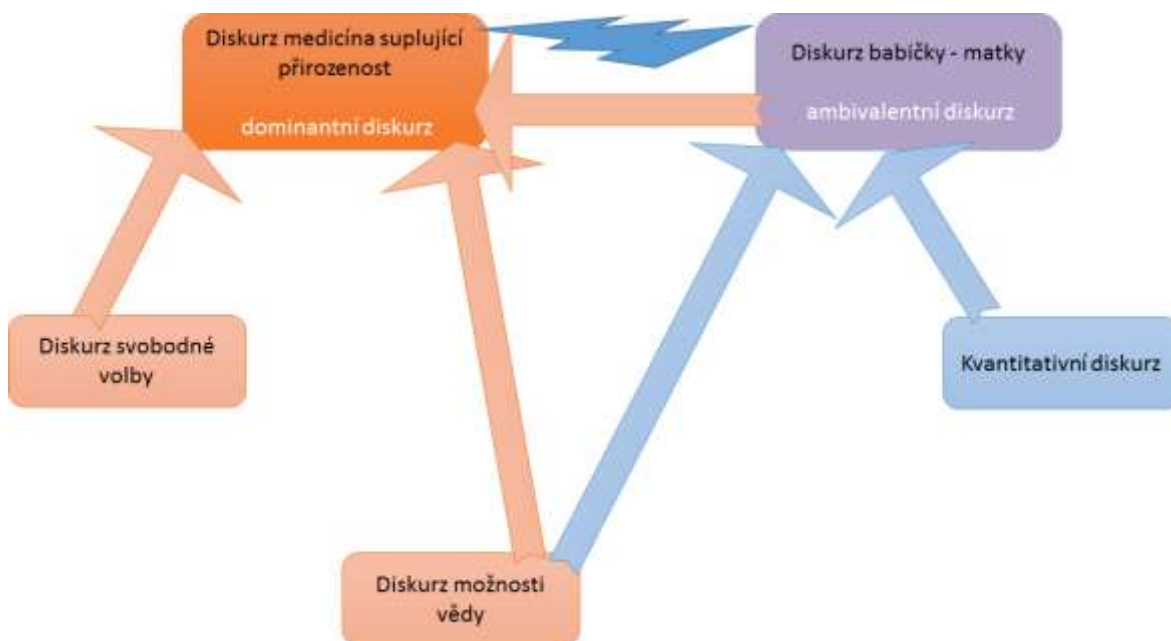 Diskurz medicína suplující
přirozenost
dominantní diskurz
Diskurz babičky - matky
ambivalentní diskurz
Diskurz svobodné
volby
Kvantitativní diskurz
Diskurz možnosti
vědy